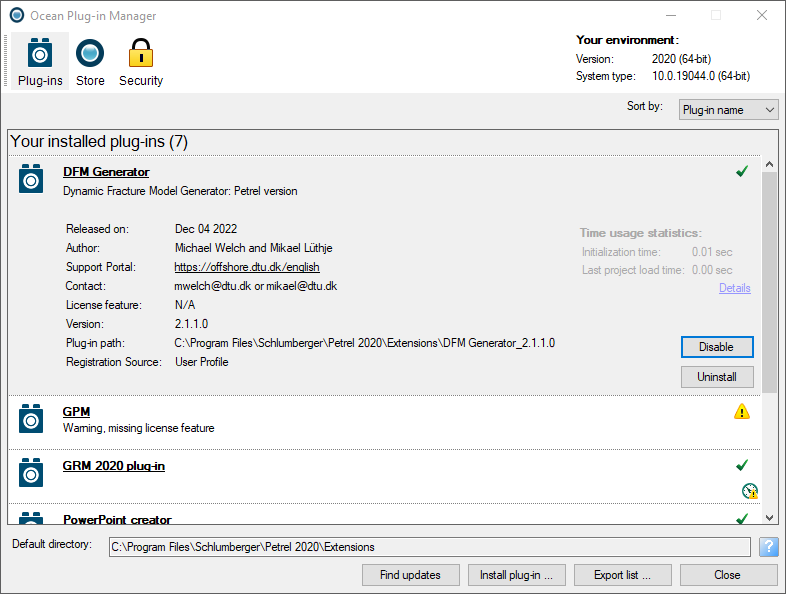 Ocean Plug-in Manager
Plug-ins
Store
Security
Your environment:
Version: 2020 (64-bit)
System type: 10.0.19044.0 (64-bit)
Sort by: Plug-in name
Your installed plug-ins (7)
DFM Generator
Dynamic Fracture Model Generator: Petrel version
Released on: Dec 04 2022
Author: Michael Welch and Mikael Lüthje
Support Portal: https://offshore.dtu.dk/english
Contact: mwelch@dtu.dk or mikael@dtu.dk
License feature: N/A
Version: 2.1.1.0
Plug-in path: C:\Program Files\Schlumberger\Petrel 2020\Extensions\DFM Generator_2.1.1.0
Registration Source: User Profile
Time usage statistics:
Initialization time: 0.01 sec
Last project load time: 0.00 sec
Details
Disable
Uninstall
GPM
Warning, missing license feature
GRM 2020 plug-in
PowerPoint creator
Default directory: C:\Program Files\Schlumberger\Petrel 2020\Extensions
?
Find updates
Install plug-in ...
Export list ...
Close